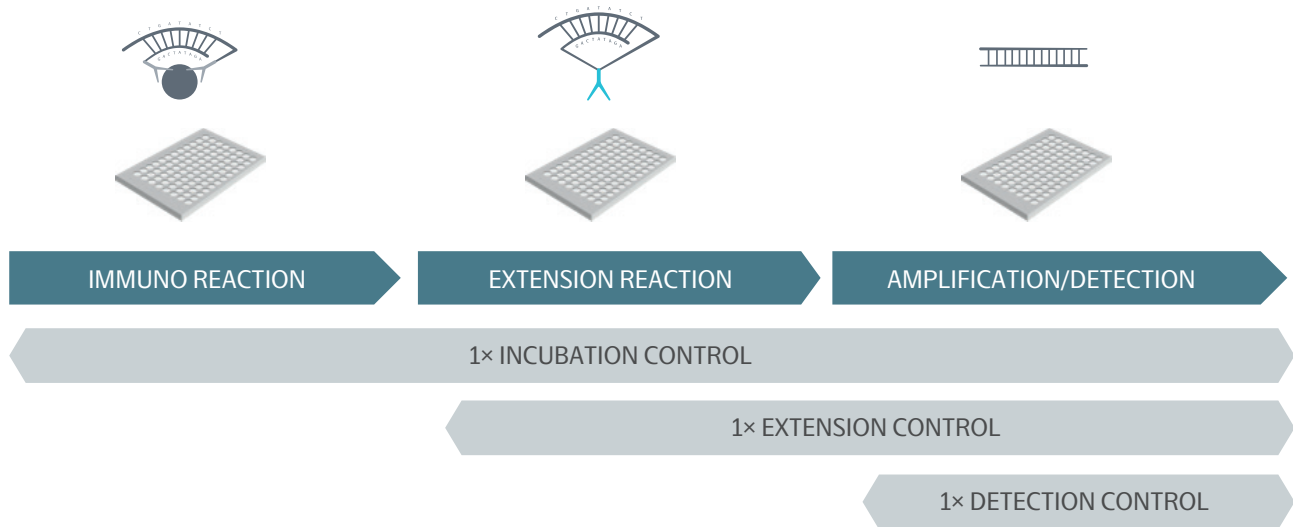 C T G A T A T C T
G A C T A T A G A
C T G A T A T C T
G A C T A T A G A
IMMUNO REACTION
EXTENSION REACTION
AMPLIFICATION/DETECTION
1× INCUBATION CONTROL
1× EXTENSION CONTROL
1× DETECTION CONTROL